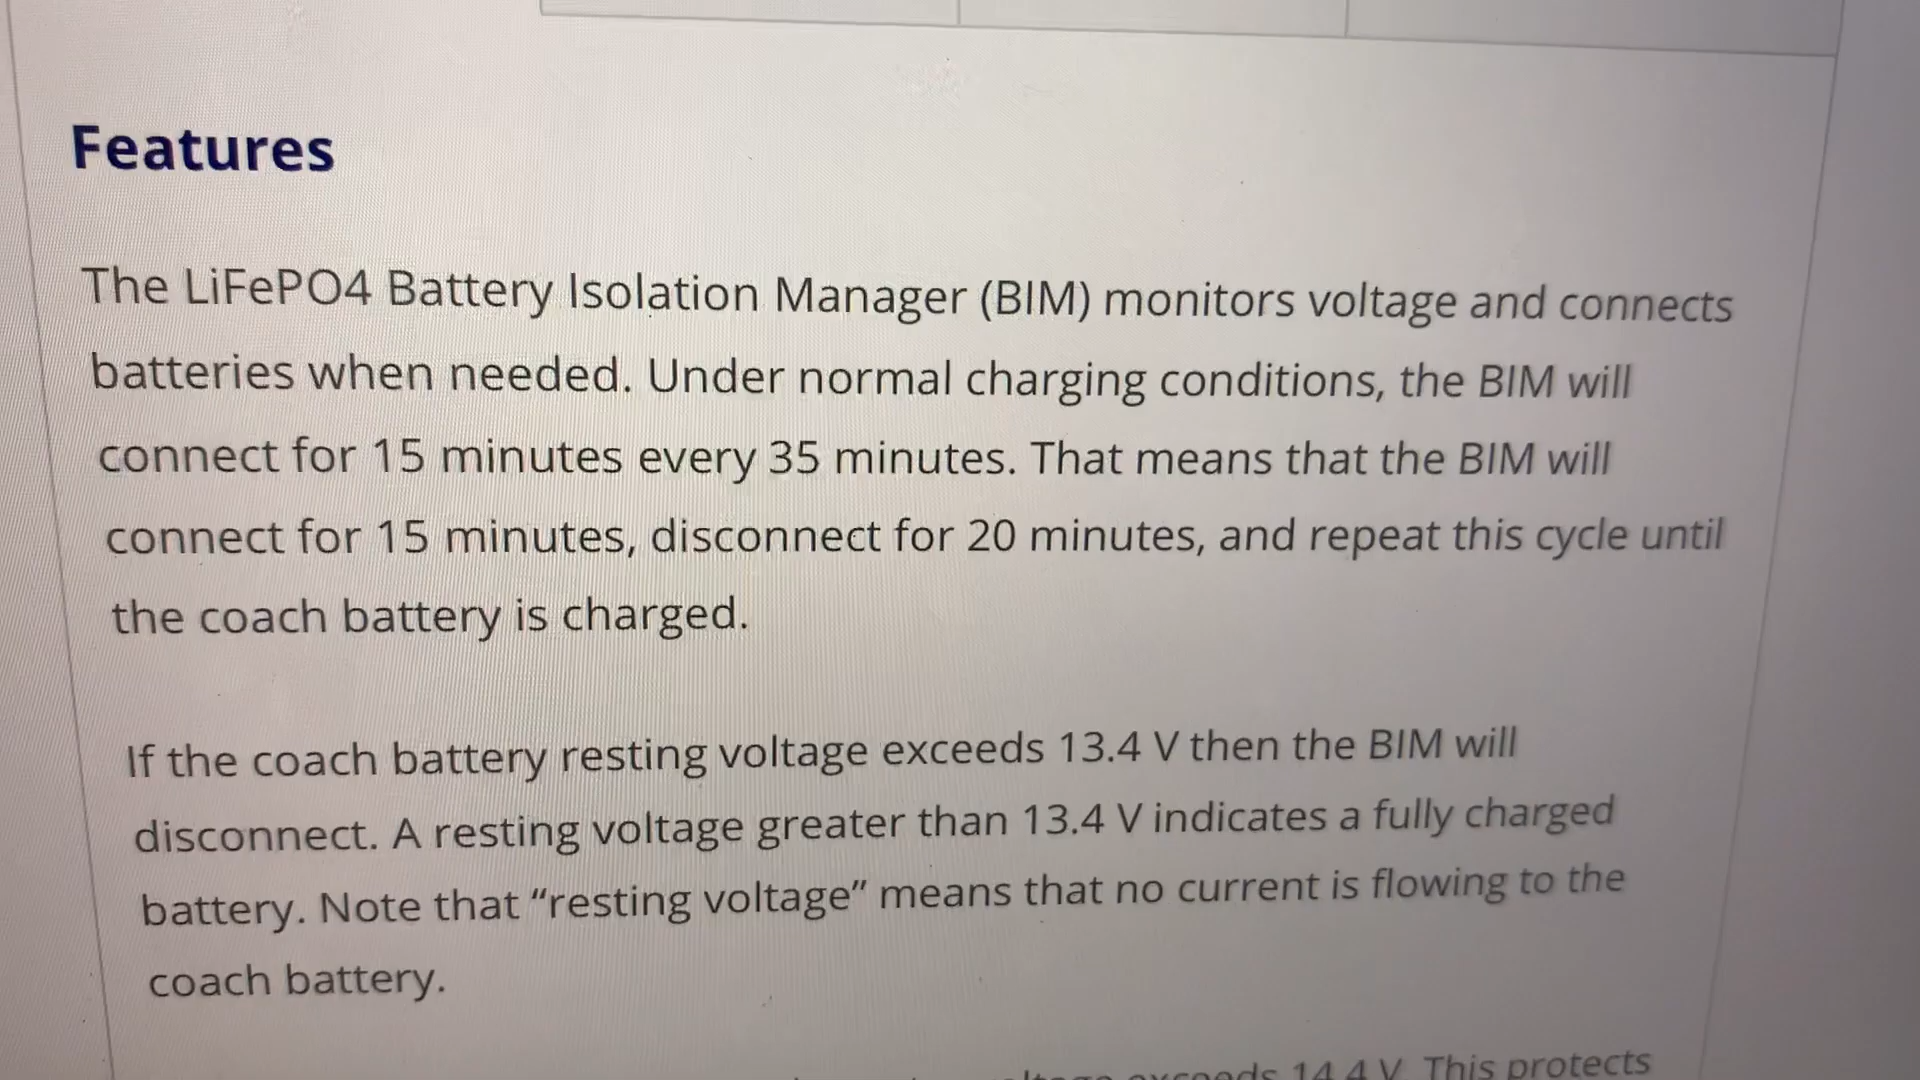 Features
The LiFePO4 Battery Isolation Manager (BIM) monitors voltage and connects
batteries when needed. Under normal charging conditions, the BIM will
connect for 15 minutes every 35 minutes. That means that the BIM will
connect for 15 minutes, disconnect for 20 minutes, and repeat this cycle until
the coach battery is charged.
If the coach battery resting voltage exceeds 13.4 V then the BIM will
disconnect. A resting voltage greater than 13.4 V indicates a fully charged
battery. Note that “resting voltage” means that no current is flowing to the
coach battery.
exceeds 14.4 V. This protects